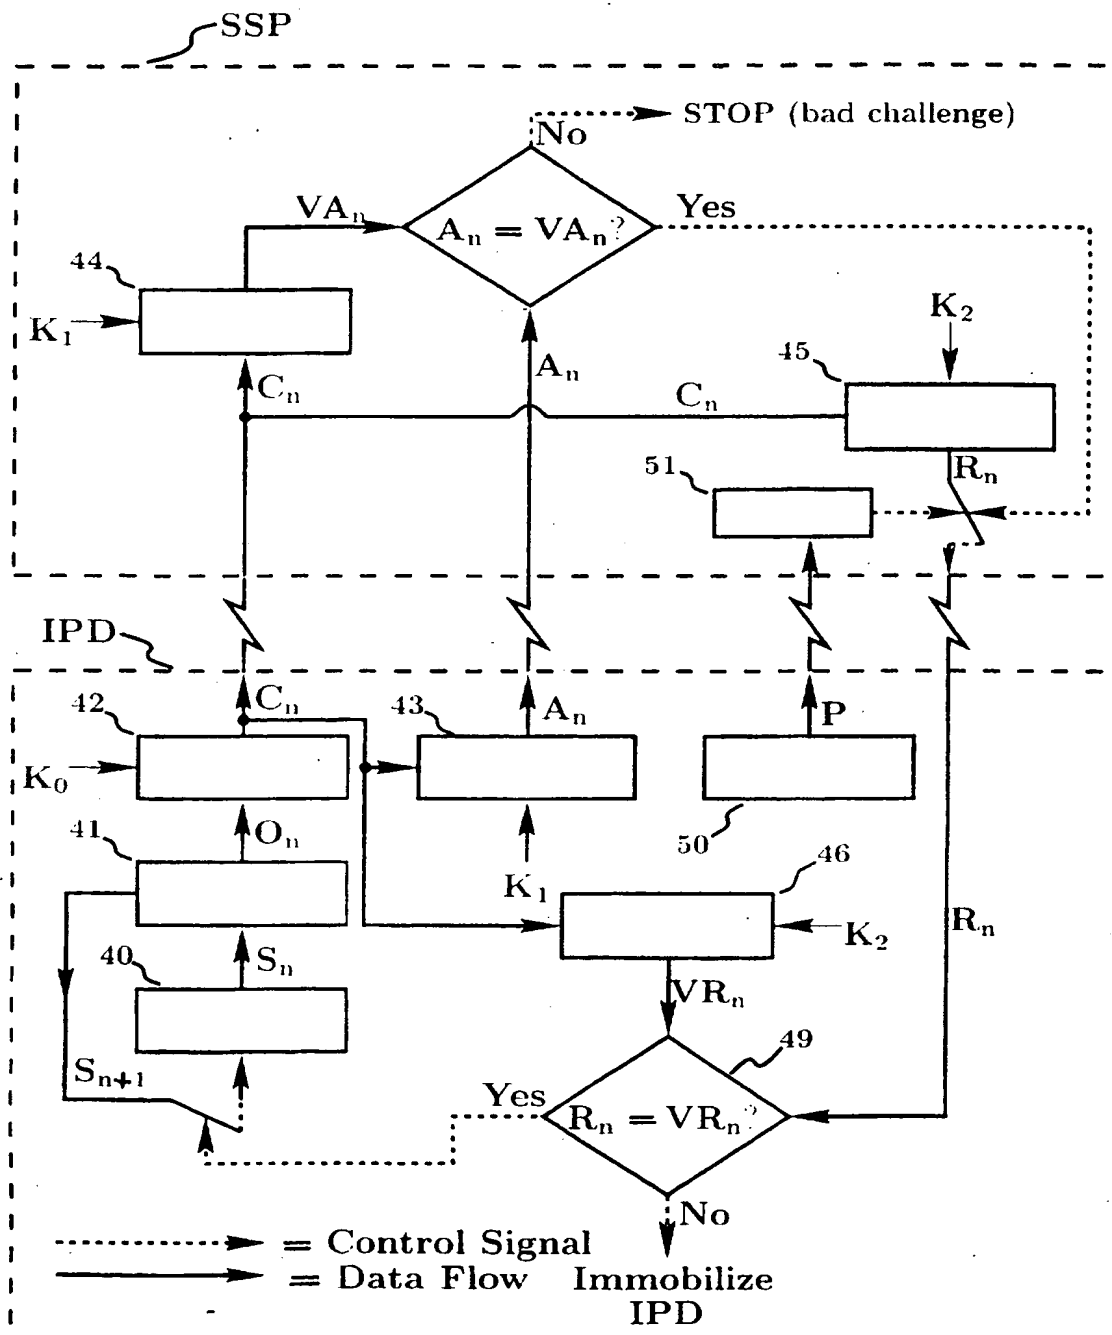 SSP
No
STOP (bad challenge)
VAₙ
Aₙ = VAₙ?
Yes
44
K₁
K₂
Aₙ
45
Cₙ
Cₙ
51
Rₙ
IPD
42
Cₙ
43
Aₙ
P
K₀
41
Oₙ
50
46
K₁
Rₙ
K₂
40
Sₙ
VRₙ
49
Sₙ₊₁
Yes
Rₙ = VRₙ?
No
= Control Signal
= Data Flow
Immobilize
IPD